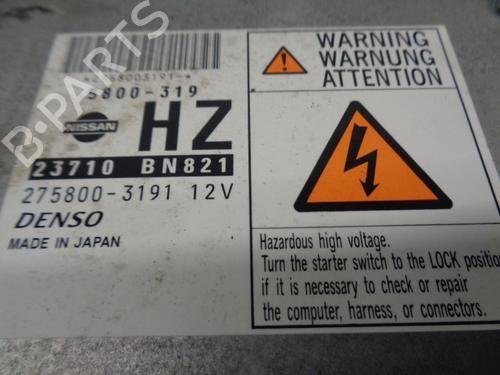 *2758003191-*
5800-319
NISSAN
HZ
23710 BN821
275800-3191 12V
DENSO
MADE IN JAPAN
WARNING
WARNUNG
ATTENTION
Hazardous high voltage.
Turn the starter switch to the LOCK position
if it is necessary to check or repair
the computer, harness, or connectors.
B-PARTS